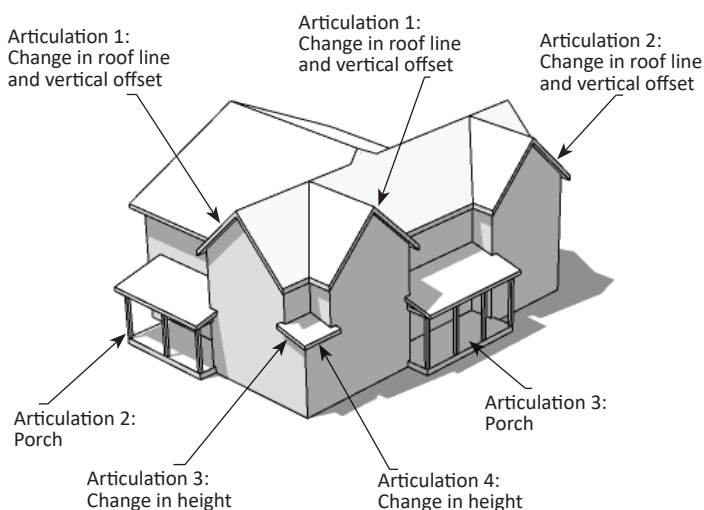 Articulation 1:
Change in roof line
and vertical offset
Articulation 1:
Change in roof line
and vertical offset
Articulation 2:
Change in roof line
and vertical offset
Articulation 2:
Porch
Articulation 3:
Porch
Articulation 3:
Change in height
Articulation 4:
Change in height